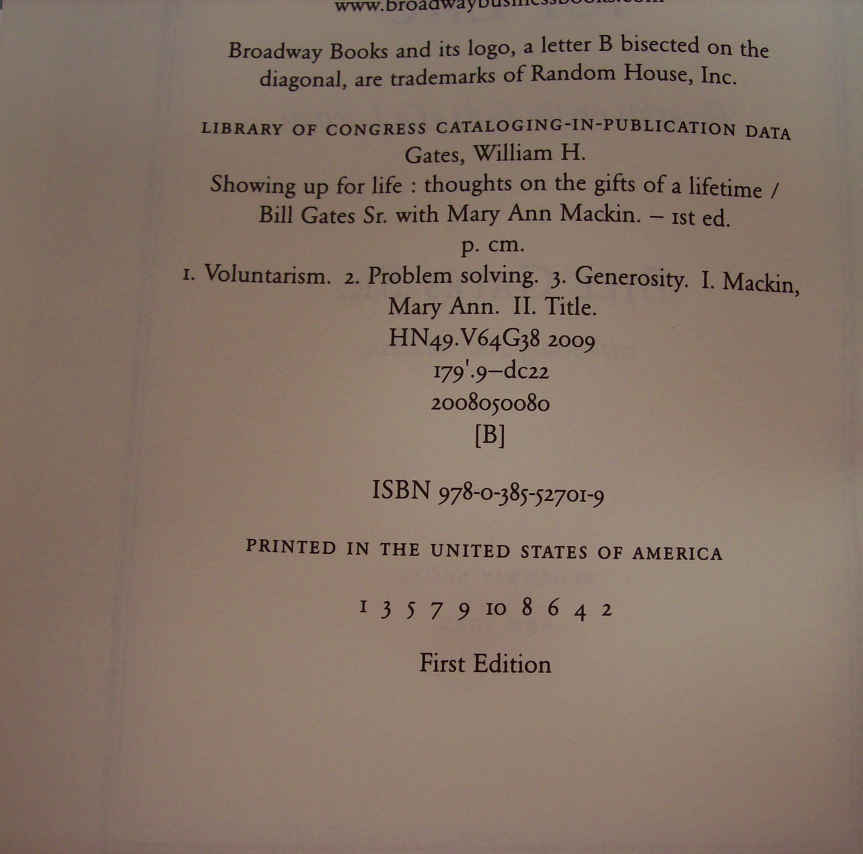 www.broadwaybusinessbooks.com
Broadway Books and its logo, a letter B bisected on the
diagonal, are trademarks of Random House, Inc.
LIBRARY OF CONGRESS CATALOGING-IN-PUBLICATION DATA
Gates, William H.
Showing up for life : thoughts on the gifts of a lifetime /
Bill Gates Sr. with Mary Ann Mackin. – 1st ed.
p. cm.
1. Voluntarism. 2. Problem solving. 3. Generosity. I. Mackin,
Mary Ann. II. Title.
HN49.V64G38 2009
179'.9–dc22
2008050080
[B]
ISBN 978-0-385-52701-9
PRINTED IN THE UNITED STATES OF AMERICA
1 3 5 7 9 10 8 6 4 2
First Edition